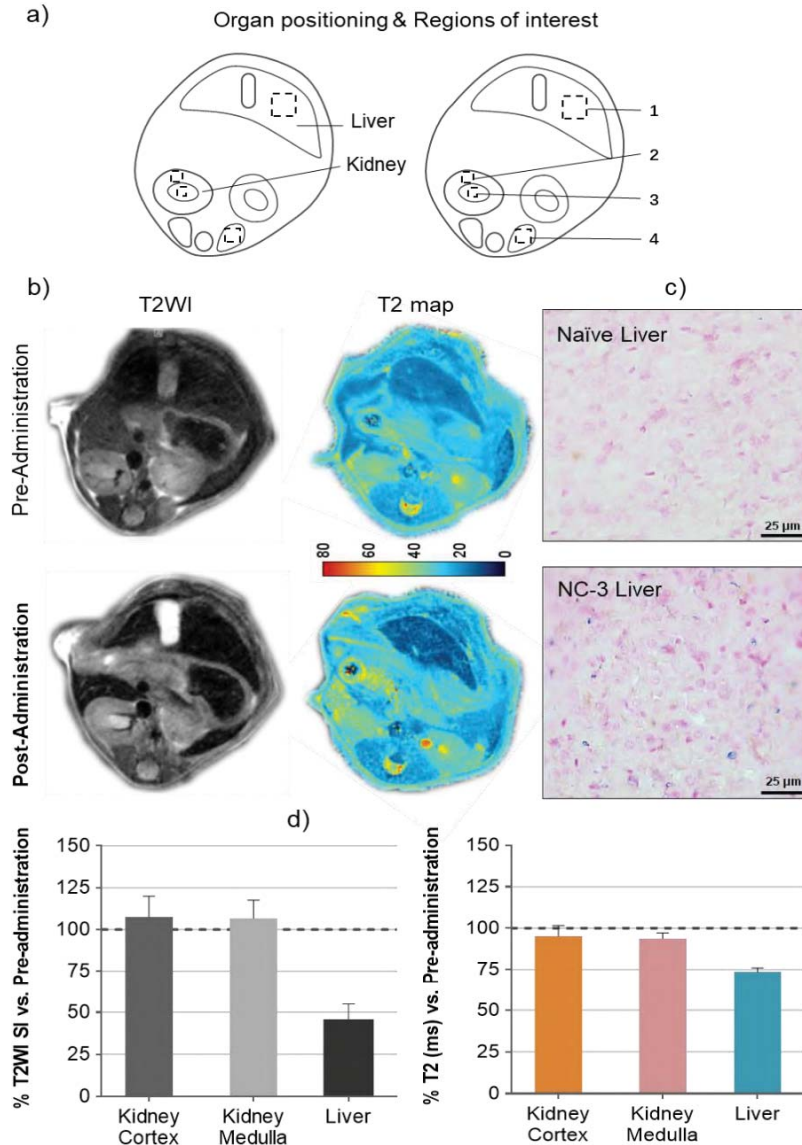 a)
Organ positioning & Regions of interest
Liver
Kidney
1
2
3
4
b)
T2WI
T2 map
c)
Pre-Administration
Naïve Liver
25 µm
80
60
40
20
0
Post-Administration
NC-3 Liver
25 µm
d)
% T2WI SI vs. Pre-administration
150
125
100
75
50
25
0
Kidney
Cortex
Kidney
Medulla
Liver
% T2 (ms) vs. Pre-administration
150
125
100
75
50
25
0
Kidney
Cortex
Kidney
Medulla
Liver